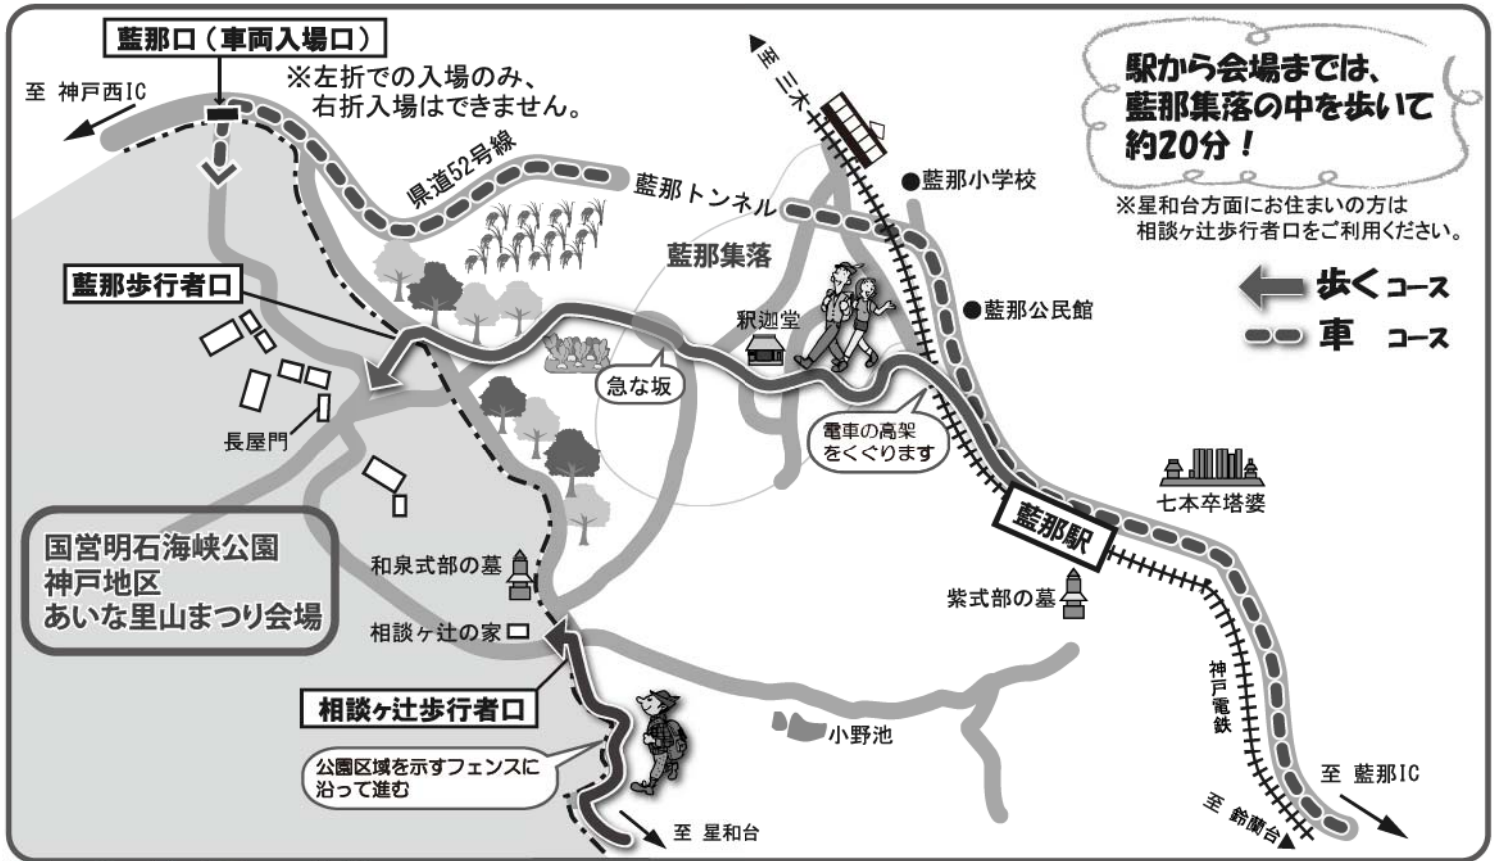 藍那口(車両入場口)
至 神戸西IC
※左折での入場のみ、
右折入場はできません。
至 三木
駅から会場までは、
藍那集落の中を歩いて
約20分！
※星和台方面にお住まいの方は
相談ヶ辻歩行者口をご利用ください。
歩くコース
車 コース
県道52号線
藍那トンネル
藍那小学校
藍那集落
藍那歩行者口
釈迦堂
藍那公民館
急な坂
電車の高架
をくぐります
長屋門
七本卒塔婆
藍那駅
国営明石海峡公園
神戸地区
あいな里山まつり会場
和泉式部の墓
紫式部の墓
相談ヶ辻の家
相談ヶ辻歩行者口
神戸電鉄
小野池
公園区域を示すフェンスに
沿って進む
至 星和台
至 藍那IC
至 鈴蘭台